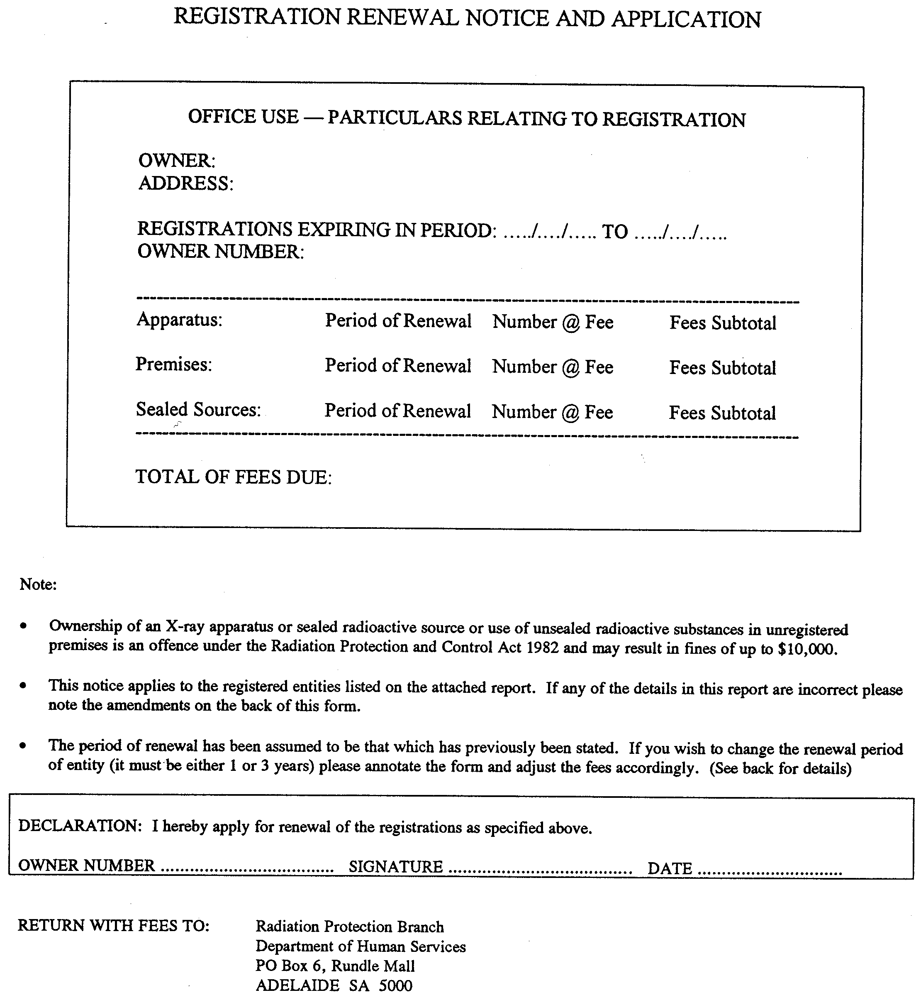 REGISTRATION RENEWAL NOTICE AND APPLICATION
OFFICE USE — PARTICULARS RELATING TO REGISTRATION
OWNER:
ADDRESS:
REGISTRATIONS EXPIRING IN PERIOD: ...../..../..... TO ...../..../.....
OWNER NUMBER:
Apparatus: Period of Renewal Number @ Fee Fees Subtotal
Premises: Period of Renewal Number @ Fee Fees Subtotal
Sealed Sources: Period of Renewal Number @ Fee Fees Subtotal
TOTAL OF FEES DUE:
Note:
• Ownership of an X-ray apparatus or sealed radioactive source or use of unsealed radioactive substances in unregistered
premises is an offence under the Radiation Protection and Control Act 1982 and may result in fines of up to $10,000.
• This notice applies to the registered entities listed on the attached report. If any of the details in this report are incorrect please
note the amendments on the back of this form.
• The period of renewal has been assumed to be that which has previously been stated. If you wish to change the renewal period
of entity (it must be either 1 or 3 years) please annotate the form and adjust the fees accordingly. (See back for details)
DECLARATION: I hereby apply for renewal of the registrations as specified above.
OWNER NUMBER .................................... SIGNATURE ...................................... DATE ..............................
RETURN WITH FEES TO: Radiation Protection Branch
Department of Human Services
PO Box 6, Rundle Mall
ADELAIDE SA 5000